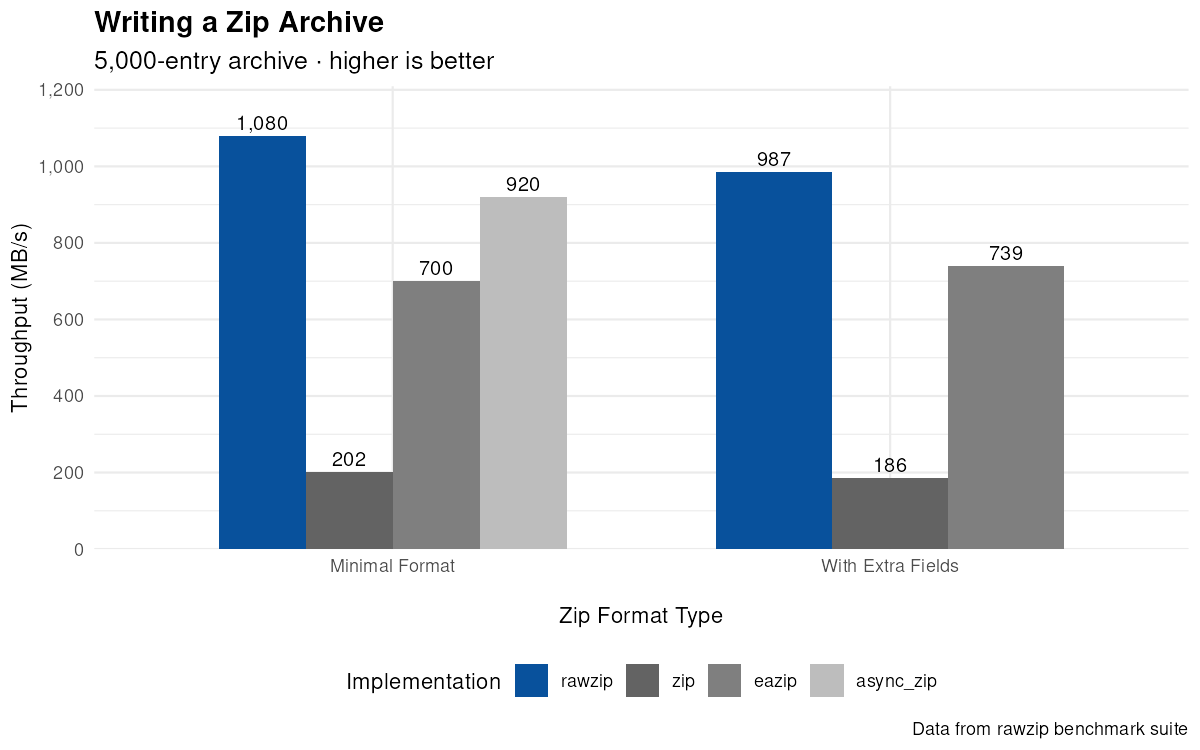 Writing a Zip Archive
5,000-entry archive · higher is better
Throughput (MB/s)
1,200
1,000
800
600
400
200
0
1,080
202
700
920
987
186
739
Minimal Format
With Extra Fields
Zip Format Type
Implementation rawzip zip eazip async_zip
Data from rawzip benchmark suite